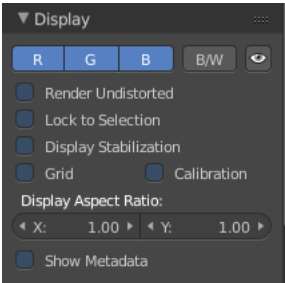 Display
R G B B/W
Render Undistorted
Lock to Selection
Display Stabilization
Grid Calibration
Display Aspect Ratio:
X: 1.00 Y: 1.00
Show Metadata